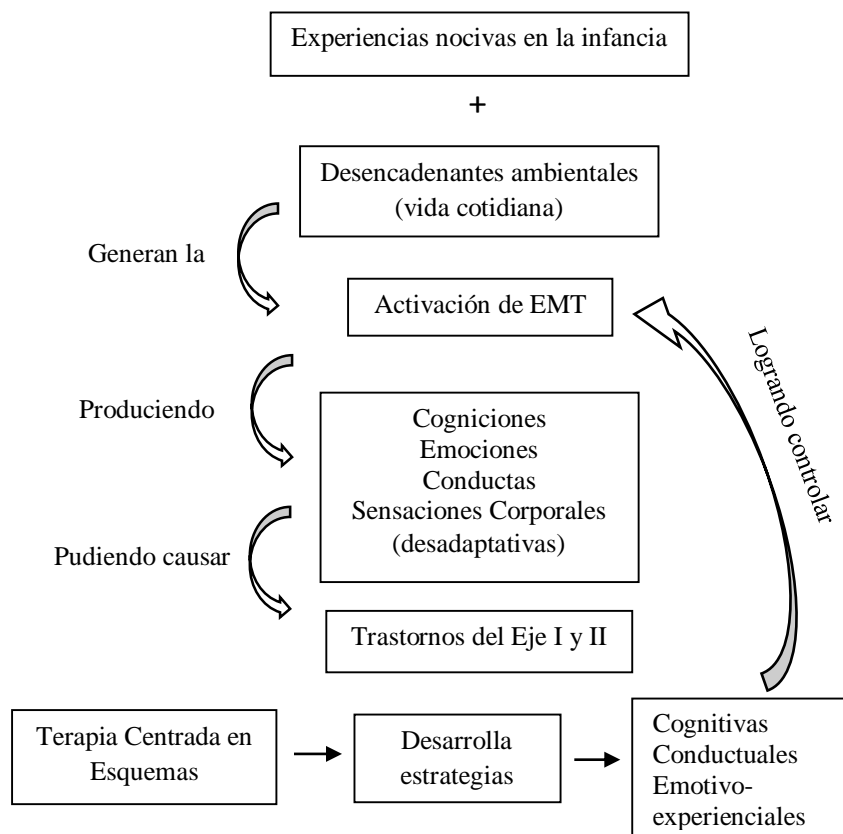 Experiencias nocivas en la infancia
+
Desencadenantes ambientales
(vida cotidiana)
Generan la
Activación de EMT
Logrando controlar
Produciendo
Cogniciones
Emociones
Conductas
Sensaciones Corporales
(desadaptativas)
Pudiendo causar
Trastornos del Eje I y II
Terapia Centrada en
Esquemas
Desarrolla
estrategias
Cognitivas
Conductuales
Emotivo-
experienciales